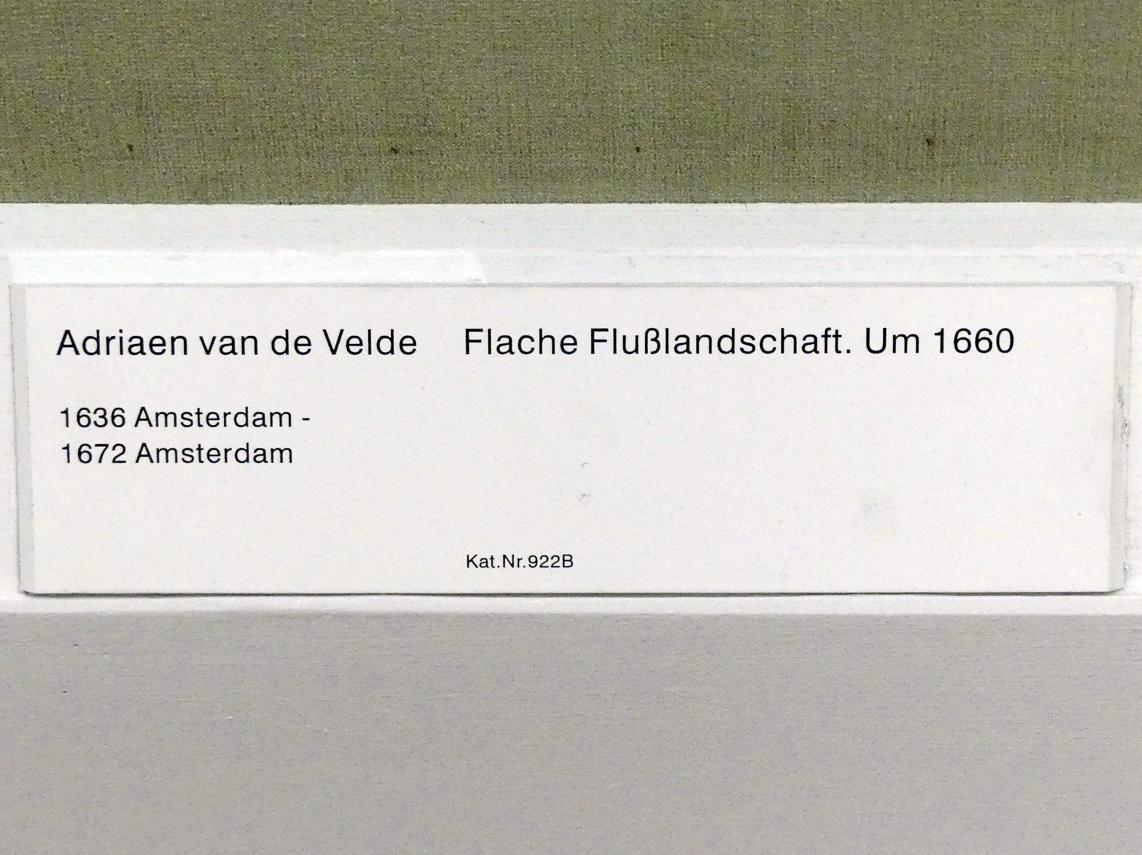 Adriaen van de Velde Flache Flußlandschaft. Um 1660
1636 Amsterdam -
1672 Amsterdam
Kat.Nr.922B